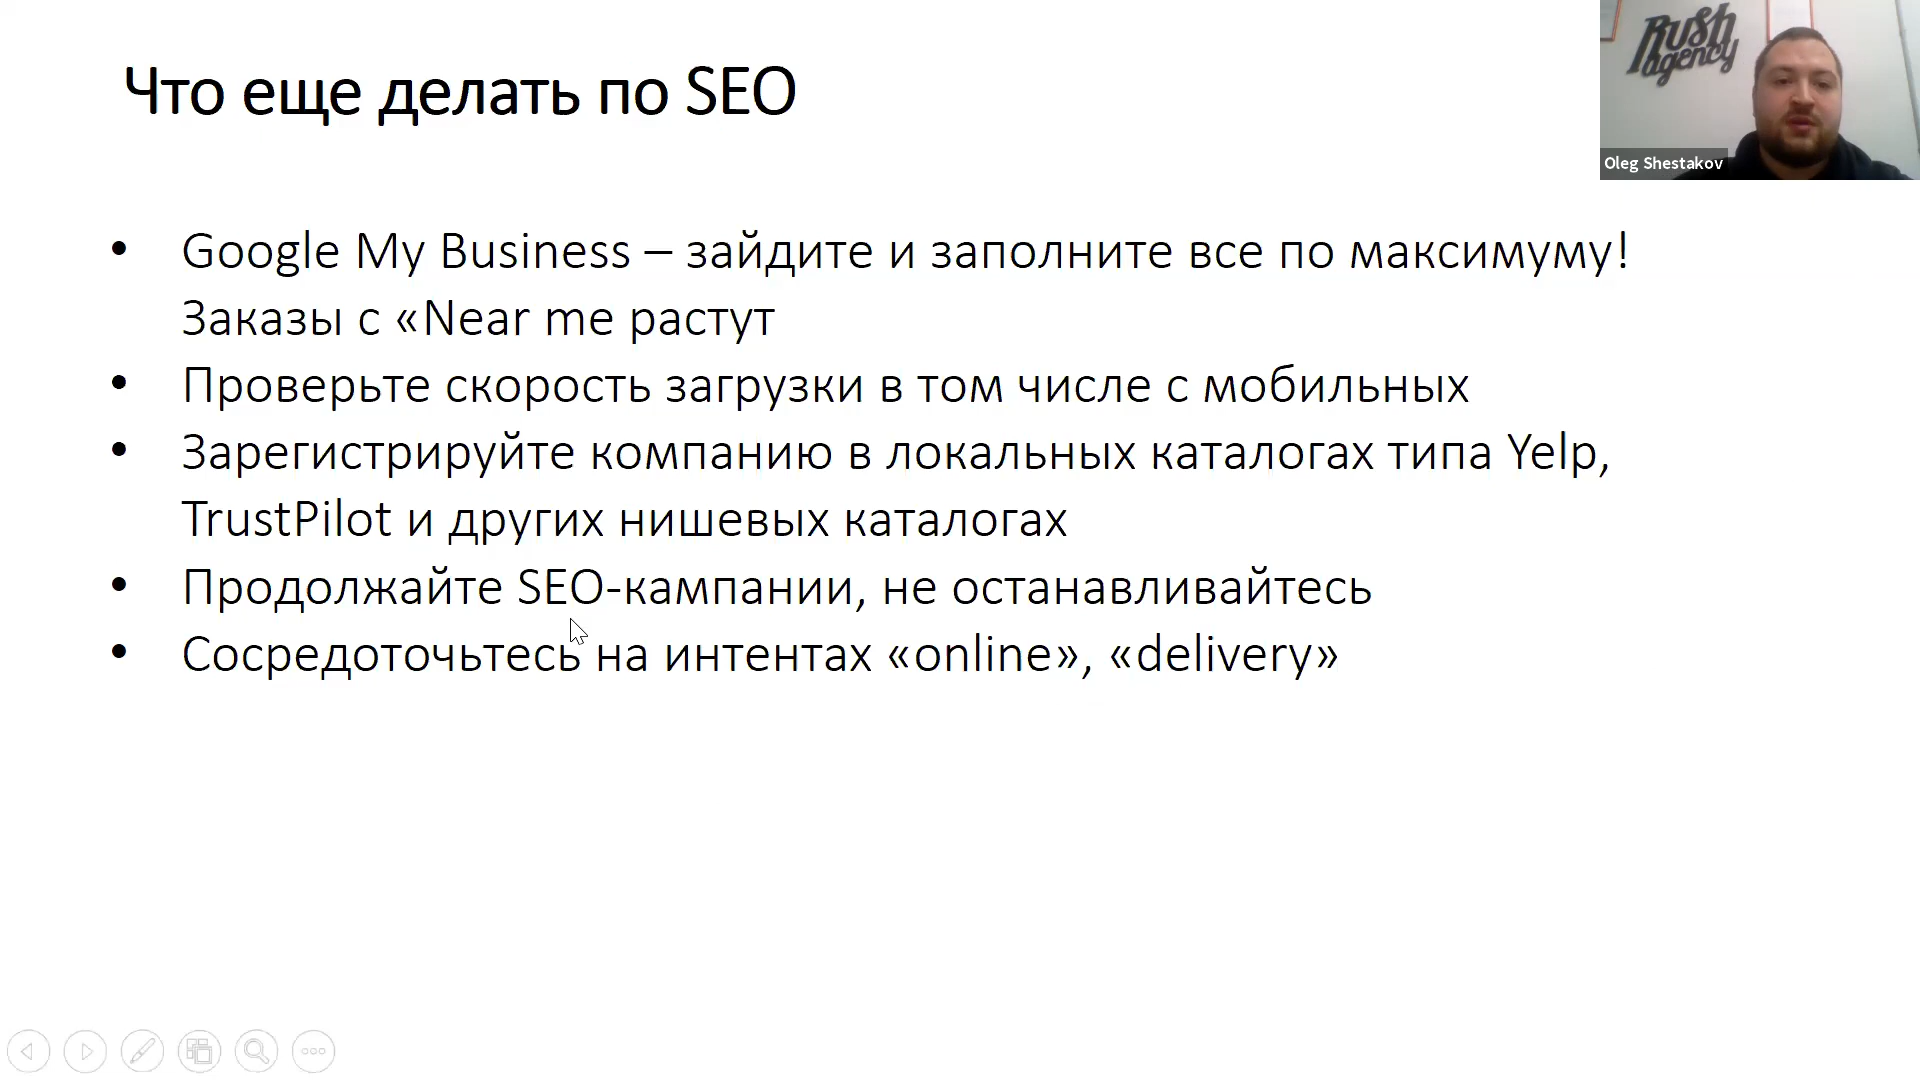 Что еще делать по SEO
Rush
agency
Oleg Shestakov
• Google My Business – зайдите и заполните все по максимуму!
Заказы с «Near me растут
• Проверьте скорость загрузки в том числе с мобильных
• Зарегистрируйте компанию в локальных каталогах типа Yelp,
TrustPilot и других нишевых каталогах
• Продолжайте SEO-кампании, не останавливайтесь
• Сосредоточьтесь на интентах «online», «delivery»